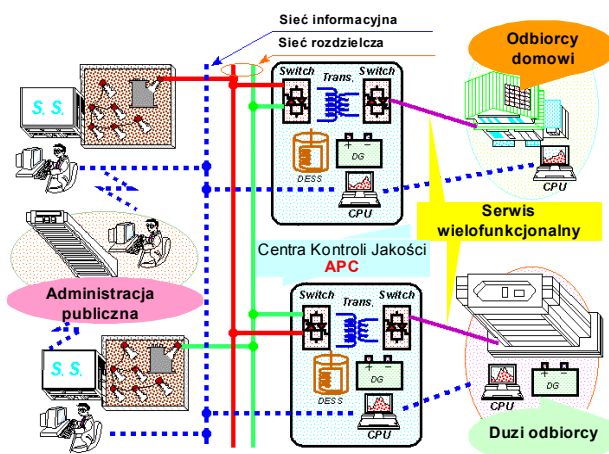 Sieć informacyjna
Sieć rozdzielcza
Odbiorcy
domowi
Switch
Trans.
Switch
S. S.
DG
DESS
CPU
CPU
Serwis
wielofunkcjonalny
Centra Kontroli Jakości
APC
Administracja
publiczna
Switch
Trans.
Switch
S. S.
DG
DESS
CPU
CPU
DG
Duzi odbiorcy